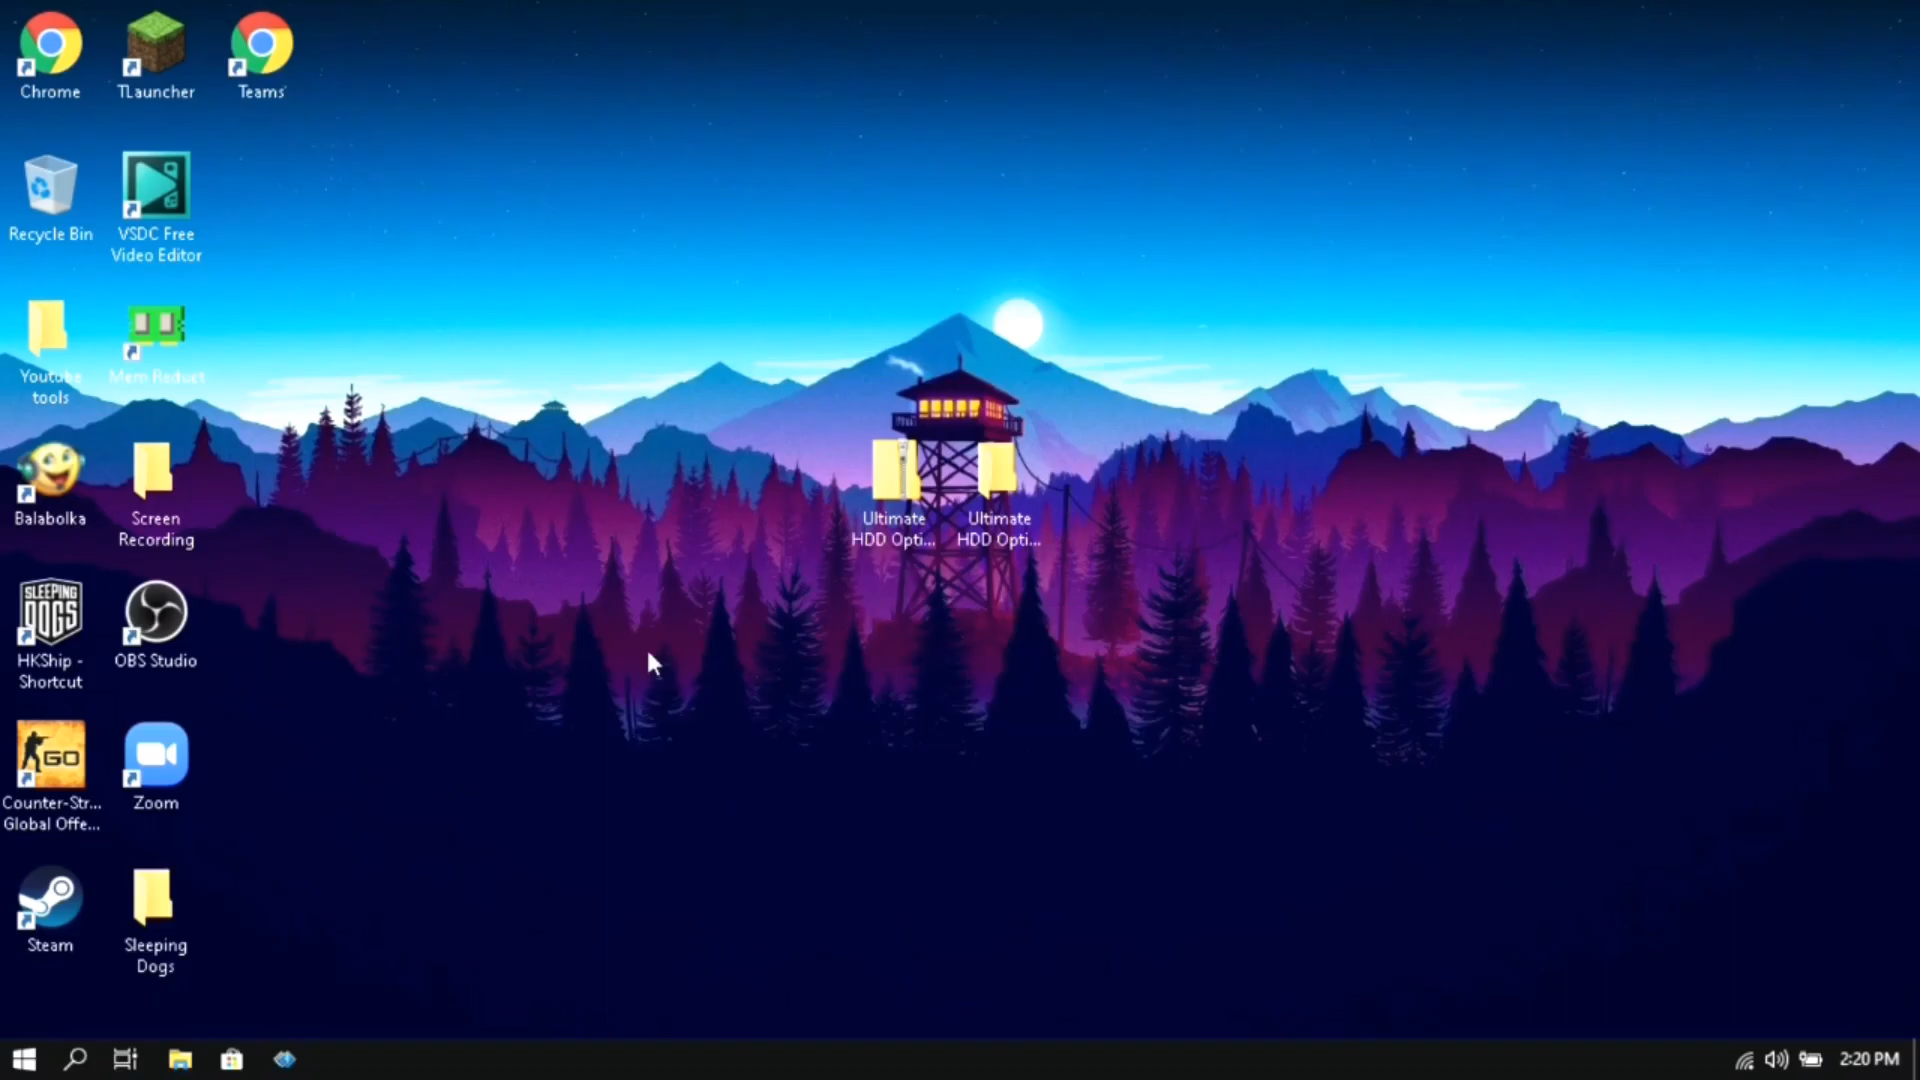 Chrome
TLauncher
Teams
Recycle Bin
VSDC Free
Video Editor
Youtube
tools
Mem Reduct
Balabolka
Screen
Recording
Ultimate
HDD Opti...
Ultimate
HDD Opti...
SLEEPING
DOGS
HKShip -
Shortcut
OBS Studio
GO
Counter-Str...
Global Offe...
Zoom
Steam
Sleeping
Dogs
2:20 PM